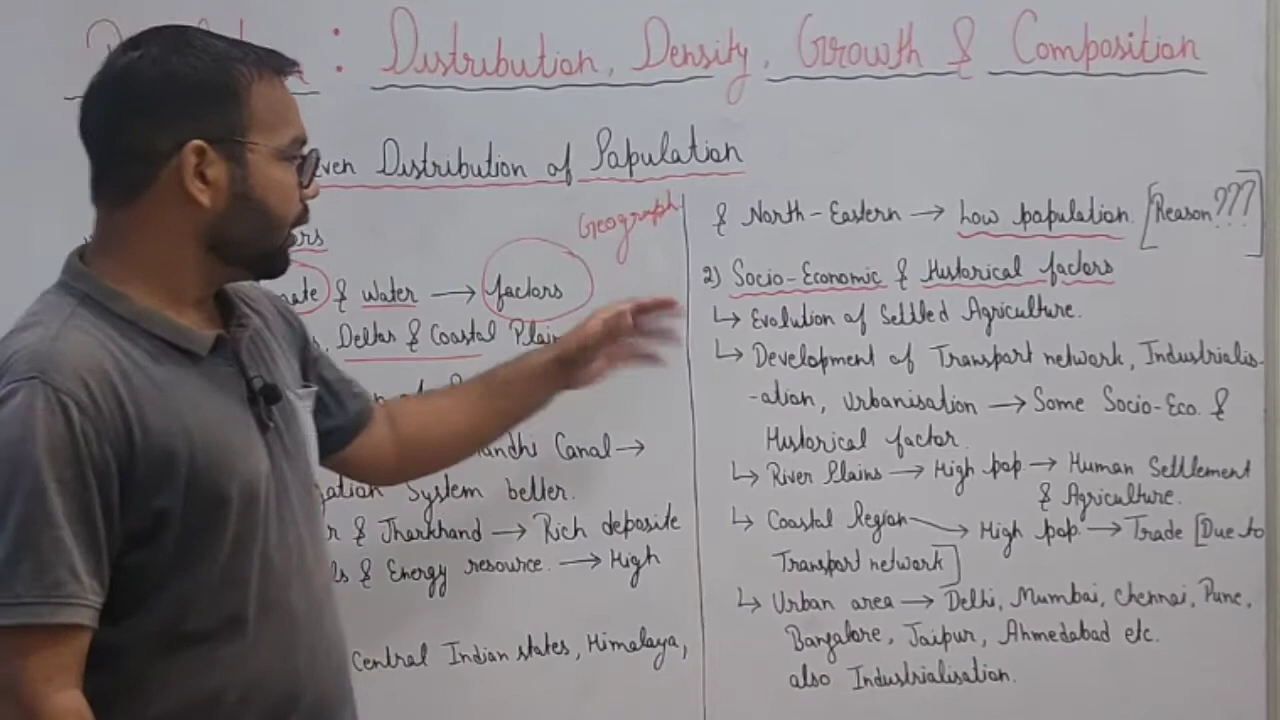 : Distribution, Density, Growth & Composition
ven Distribution of Population
Geograph
ors
ate & Water → factors
Deltas & Coastal Plain
andhi Canal →
gation System better.
r & Jharkhand → Rich deposite
ls & Energy resource. → High
Central Indian states, Himalaya,
& North-Eastern → Low population. [Reason ???]
2) Socio-Economic & Historical factors
↳ Evolution of Settled Agriculture.
↳ Development of Transport network, Industrialis-
-ation, Urbanisation → Some Socio-Eco. &
Historical factor.
↳ River Plains → High pop → Human Settlement
& Agriculture.
↳ Coastal Region → High pop. → Trade [Due to
Transport network]
↳ Urban area → Delhi, Mumbai, Chennai, Pune,
Bangalore, Jaipur, Ahmedabad etc.
also Industrialisation.